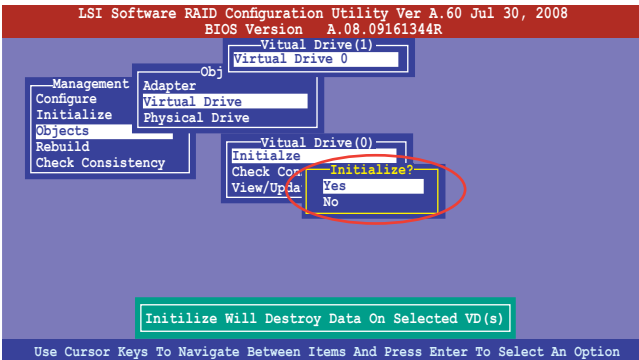 LSI Software RAID Configuration Utility Ver A.60 Jul 30, 2008
BIOS Version A.08.09161344R
Vitual Drive(1)
Virtual Drive 0
Obj
Adapter
Virtual Drive
Physical Drive
Management
Configure
Initialize
Objects
Rebuild
Check Consistency
Vitual Drive(0)
Initialze
Check Con
View/Upda
Initialize?
Yes
No
Initilize Will Destroy Data On Selected VD(s)
Use Cursor Keys To Navigate Between Items And Press Enter To Select An Option